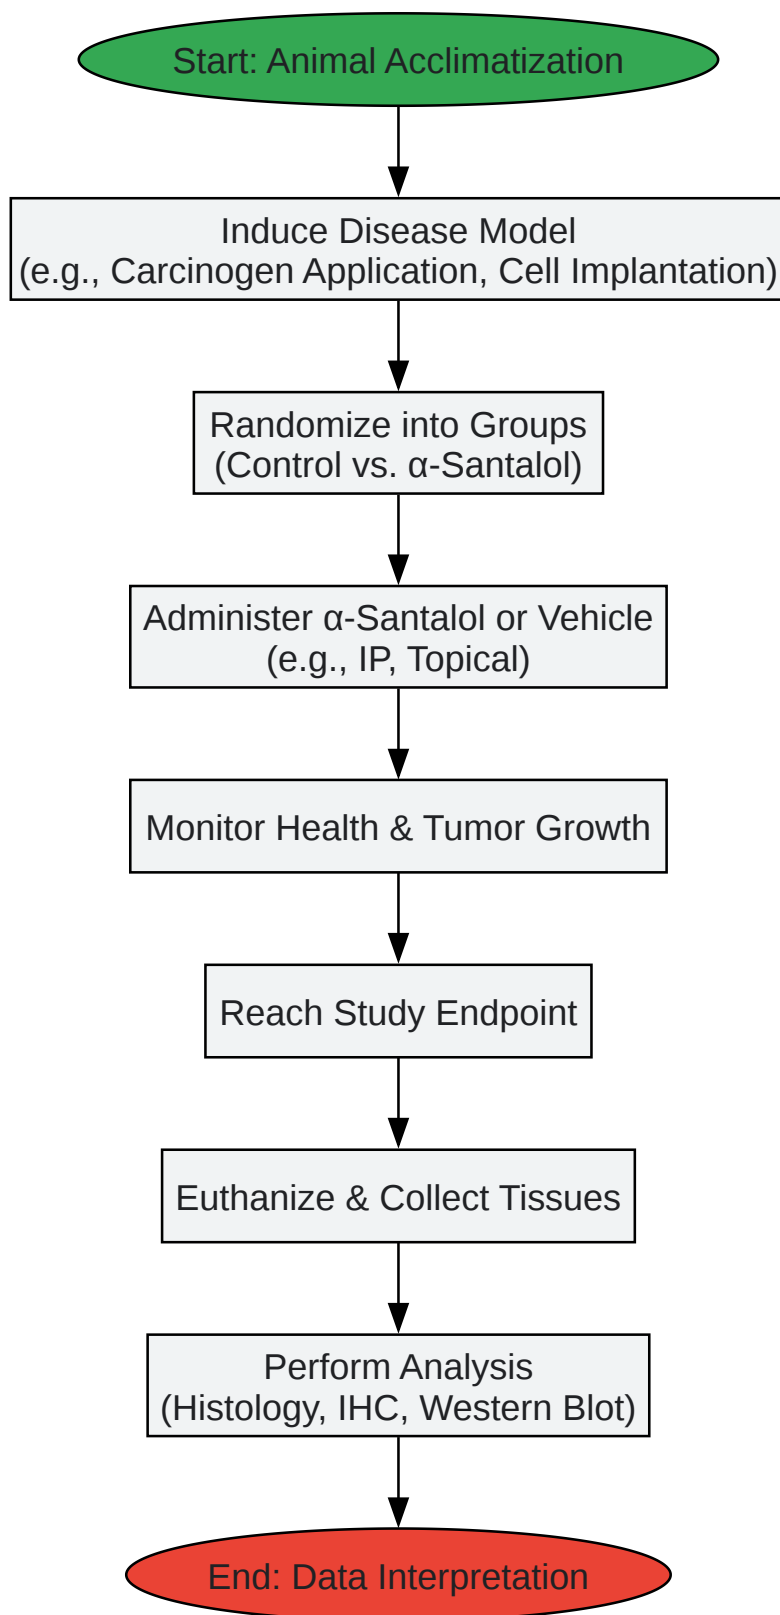 Start: Animal Acclimatization
Induce Disease Model
(e.g., Carcinogen Application, Cell Implantation)
Randomize into Groups
(Control vs. α-Santalol)
Administer α-Santalol or Vehicle
(e.g., IP, Topical)
Monitor Health & Tumor Growth
Reach Study Endpoint
Euthanize & Collect Tissues
Perform Analysis
(Histology, IHC, Western Blot)
End: Data Interpretation